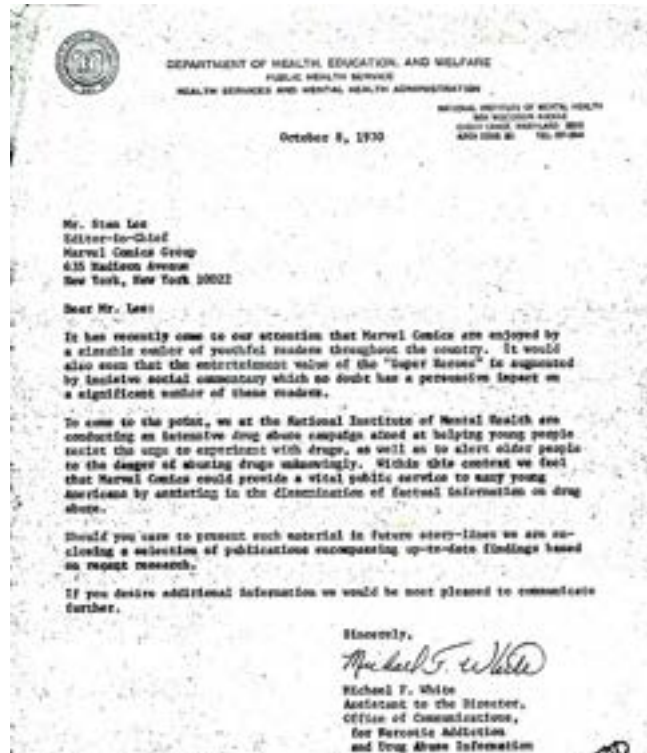 DEPARTMENT OF HEALTH, EDUCATION, AND WELFARE
PUBLIC HEALTH SERVICE
HEALTH SERVICES AND MENTAL HEALTH ADMINISTRATION
NATIONAL INSTITUTE OF MENTAL HEALTH
WISCONSIN AVENUE
CHEVY CHASE, MARYLAND
AREA CODE TEL:
October 8, 1970
Mr. Stan Lee
Editor-in-Chief
Marvel Comics Group
635 Madison Avenue
New York, New York 10022
Dear Mr. Lee:
It has recently come to our attention that Marvel Comics are enjoyed by
a sizeable number of youthful readers throughout the country. It would
also seem that the entertainment value of the "Super Heroes" is augmented
by incisive social commentary which no doubt has a persuasive impact on
a significant number of these readers.
To come to the point, we at the National Institute of Mental Health are
conducting an intensive drug abuse campaign aimed at helping young people
resist the urge to experiment with drugs, as well as to alert older people
to the danger of abusing drugs unknowingly. Within this context we feel
that Marvel Comics could provide a vital public service to many young
Americans by assisting in the dissemination of factual information on drug
abuse.
Should you care to present such material in future story-lines we are en-
closing a selection of publications encompassing up-to-date findings based
on recent research.
If you desire additional information we would be most pleased to communicate
further.
Sincerely,
Michael F. White
Michael F. White
Assistant to the Director,
Office of Communications,
for Narcotic Addiction
and Drug Abuse Information